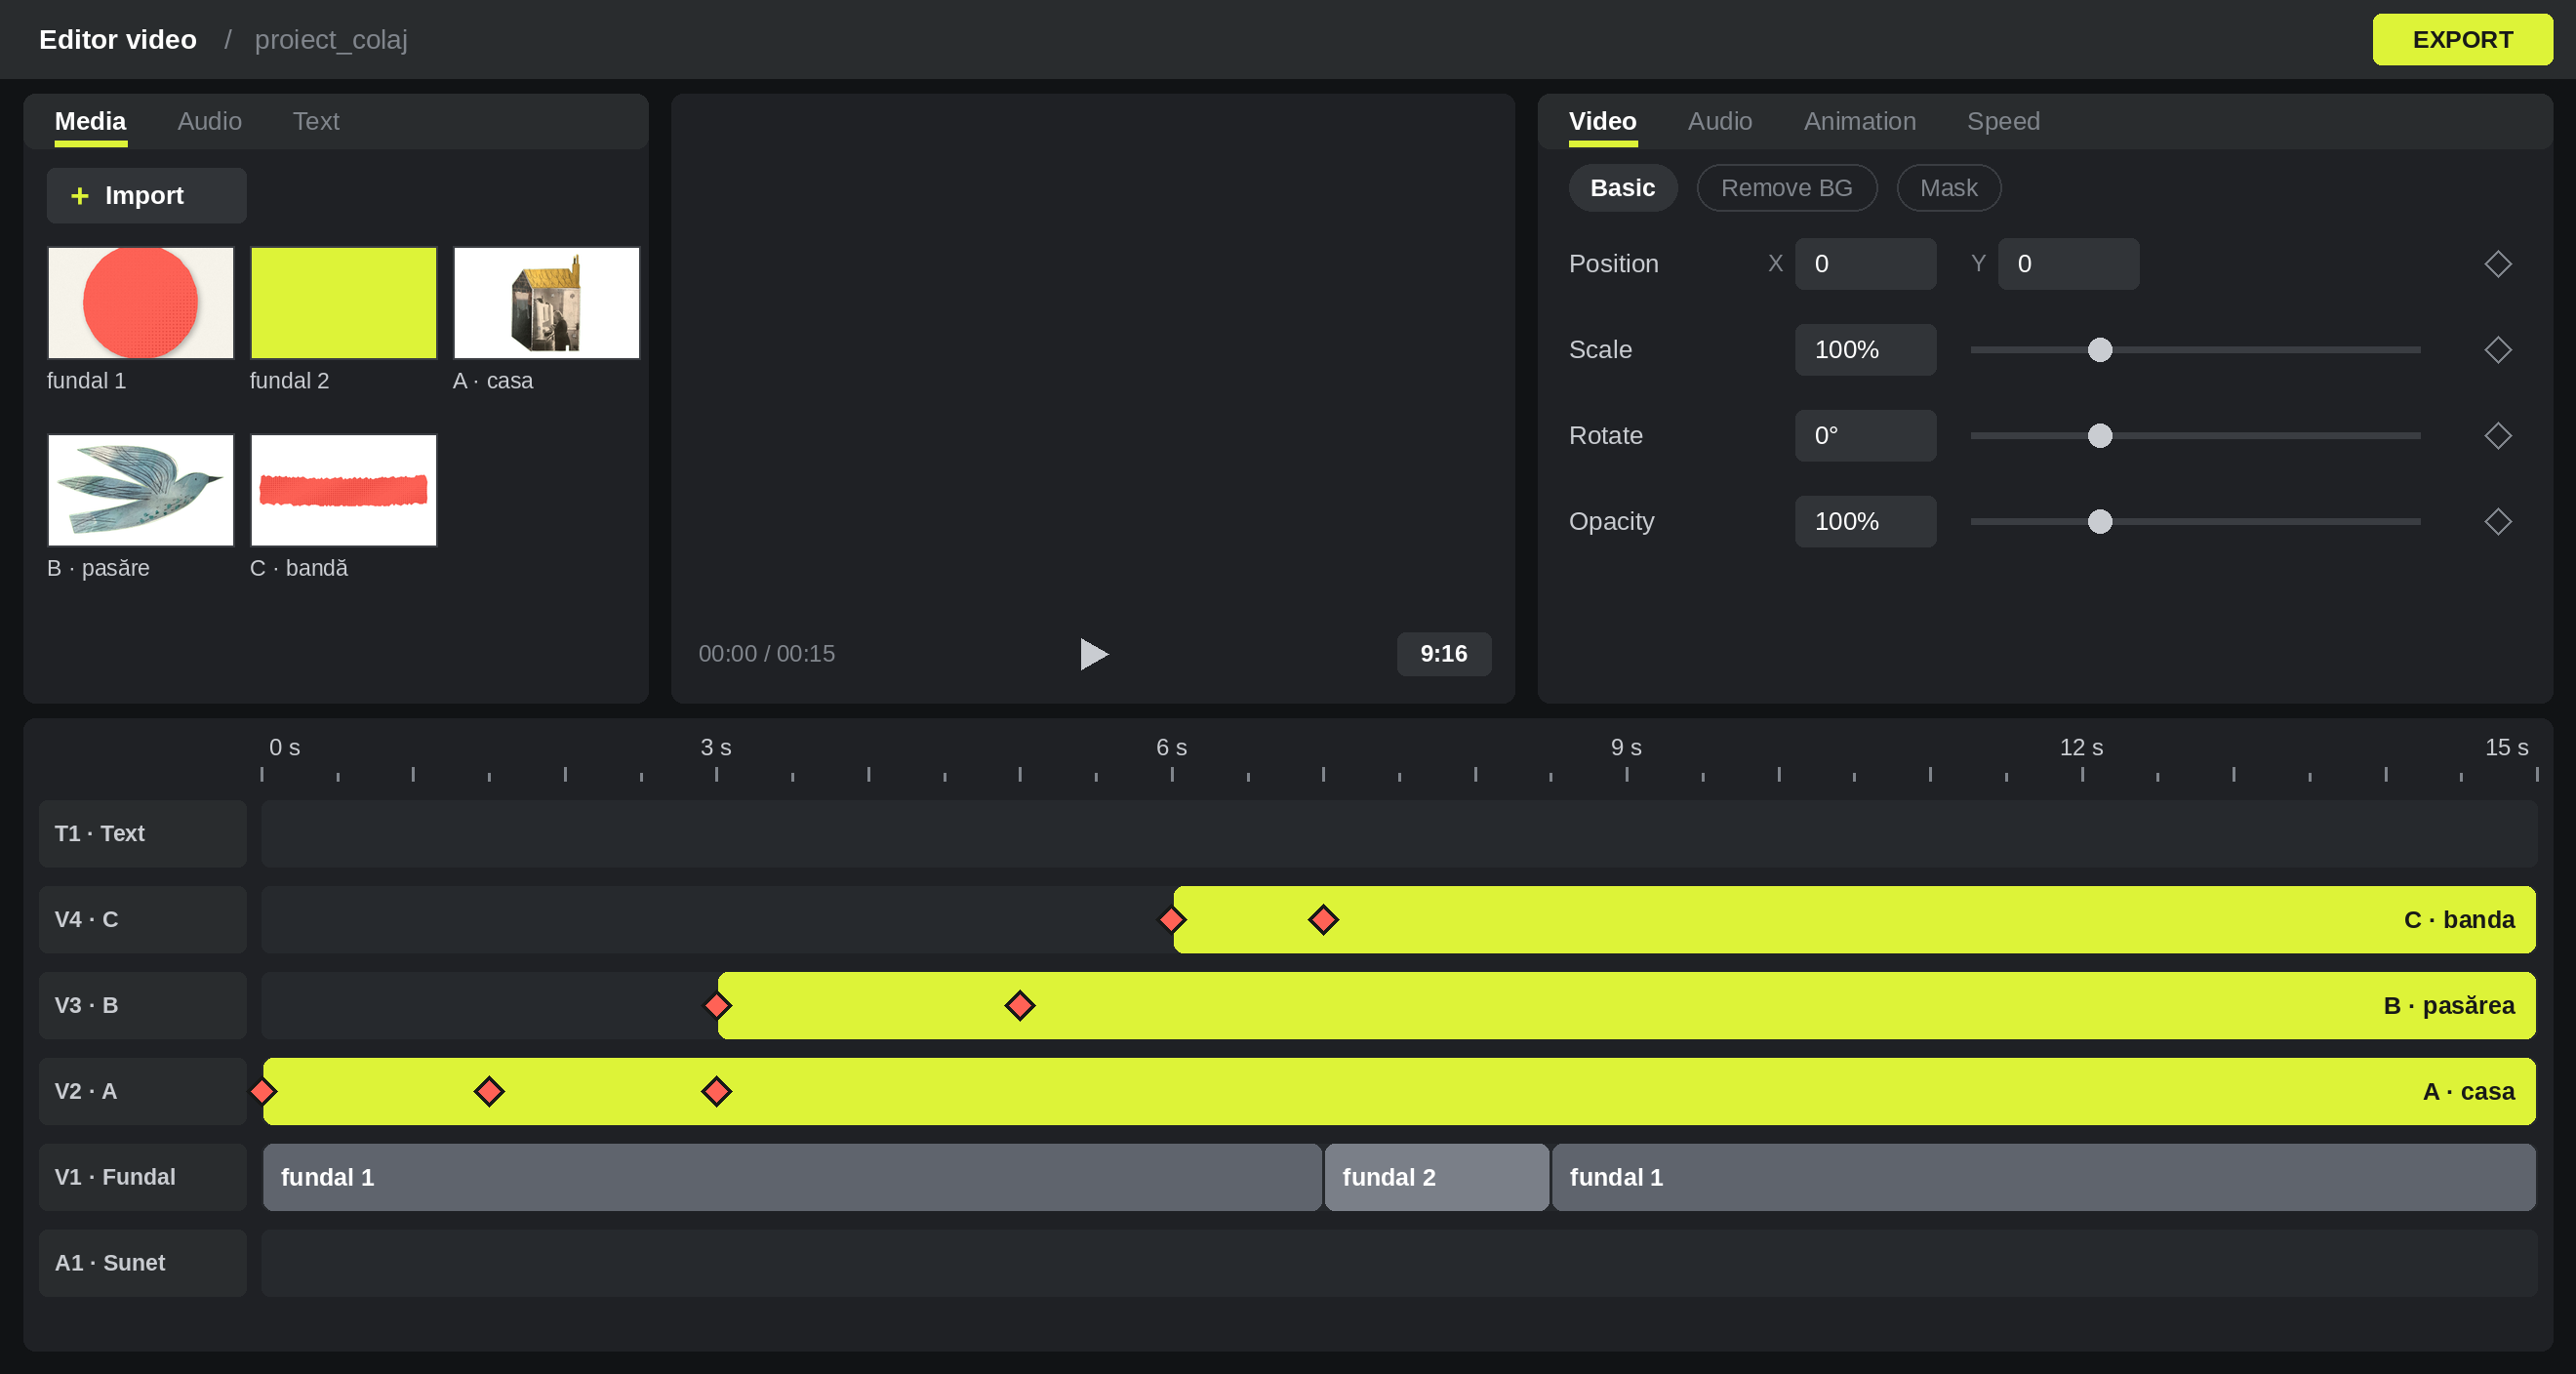 Editor video / proiect_colaj
EXPORT
Media Audio Text
+ Import
fundal 1 fundal 2 A · casa
B · pasăre C · bandă
00:00 / 00:15
9:16
Video Audio Animation Speed
Basic Remove BG Mask
Position X 0 Y 0
Scale 100%
Rotate 0°
Opacity 100%
0 s 3 s 6 s 9 s 12 s 15 s
T1 · Text
V4 · C C · banda
V3 · B B · pasărea
V2 · A A · casa
V1 · Fundal fundal 1 fundal 2 fundal 1
A1 · Sunet